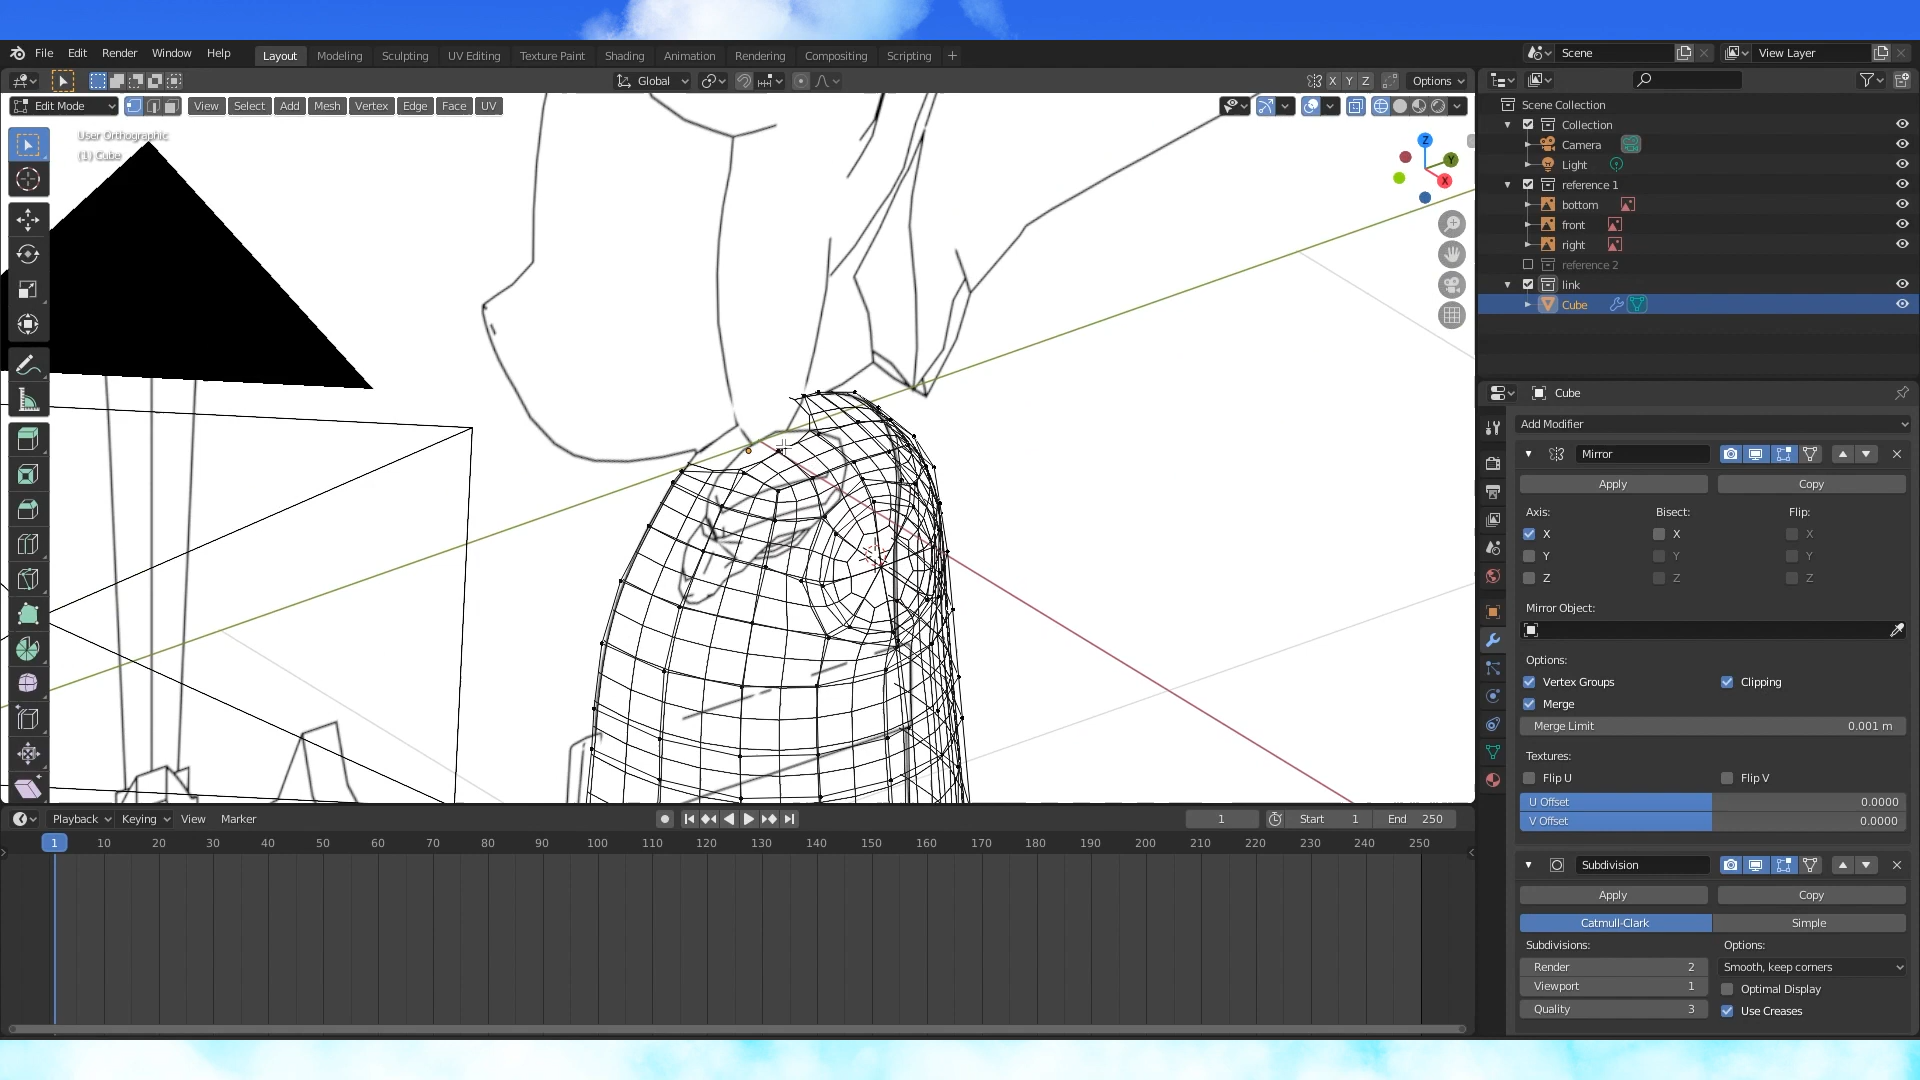 File Edit Render Window Help Layout Modeling Sculpting UV Editing Texture Paint Shading Animation Rendering Compositing Scripting + Scene View Layer
Global X Y Z Options
Edit Mode View Select Add Mesh Vertex Edge Face UV
User Orthographic
(1) Cube
Z
Y
X
Scene Collection
Collection
Camera
Light
reference 1
bottom
front
right
reference 2
link
Cube
Cube
Add Modifier
Mirror
Apply Copy
Axis: Bisect: Flip:
X X X
Y Y Y
Z Z Z
Mirror Object:
Options:
Vertex Groups Clipping
Merge
Merge Limit 0.001 m
Textures:
Flip U Flip V
U Offset 0.0000
V Offset 0.0000
Subdivision
Apply Copy
Catmull-Clark Simple
Subdivisions: Options:
Render 2 Smooth, keep corners
Viewport 1 Optimal Display
Quality 3 Use Creases
Playback Keying View Marker 1 Start 1 End 250
1 10 20 30 40 50 60 70 80 90 100 110 120 130 140 150 160 170 180 190 200 210 220 230 240 250